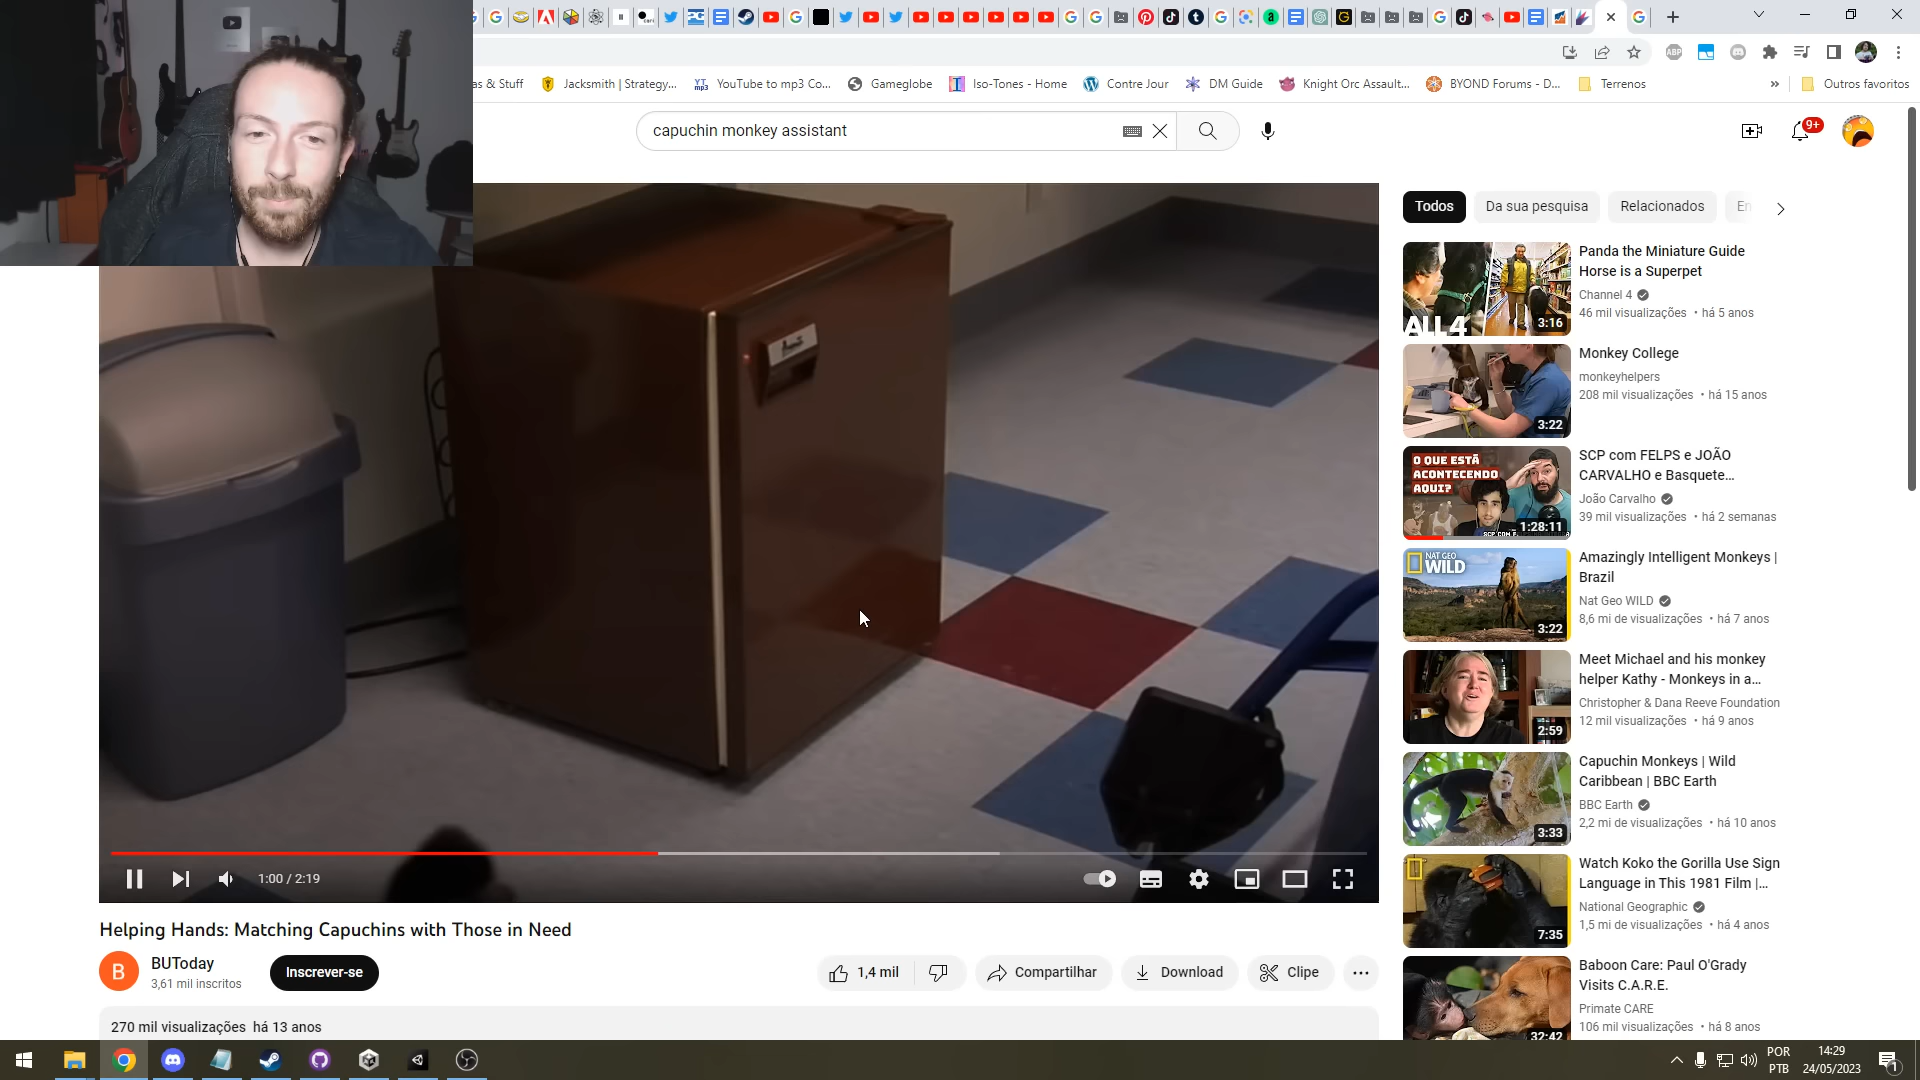 as & Stuff
Jacksmith | Strategy...
YouTube to mp3 Co...
Gameglobe
Iso-Tones - Home
Contre Jour
DM Guide
Knight Orc Assault...
BYOND Forums - D...
Terrenos
»
Outros favoritos
capuchin monkey assistant
9+
Todos
Da sua pesquisa
Relacionados
En
Panda the Miniature Guide
Horse is a Superpet
Channel 4
46 mil visualizações • há 5 anos
ALL4
3:16
Monkey College
monkeyhelpers
208 mil visualizações • há 15 anos
3:22
SCP com FELPS e JOÃO
CARVALHO e Basquete...
João Carvalho
39 mil visualizações • há 2 semanas
O QUE ESTÁ
ACONTECENDO
AQUI?
1:28:11
Amazingly Intelligent Monkeys |
Brazil
Nat Geo WILD
8,6 mi de visualizações • há 7 anos
NAT GEO
WILD
3:22
Meet Michael and his monkey
helper Kathy - Monkeys in a...
Christopher & Dana Reeve Foundation
12 mil visualizações • há 9 anos
2:59
Capuchin Monkeys | Wild
Caribbean | BBC Earth
BBC Earth
2,2 mi de visualizações • há 10 anos
3:33
Watch Koko the Gorilla Use Sign
Language in This 1981 Film |...
National Geographic
1,5 mi de visualizações • há 4 anos
7:35
Baboon Care: Paul O'Grady
Visits C.A.R.E.
Primate CARE
106 mil visualizações • há 8 anos
32:42
1:00 / 2:19
Helping Hands: Matching Capuchins with Those in Need
B
BUToday
3,61 mil inscritos
Inscrever-se
1,4 mil
Compartilhar
Download
Clipe
270 mil visualizações há 13 anos
POR
PTB
14:29
24/05/2023
1